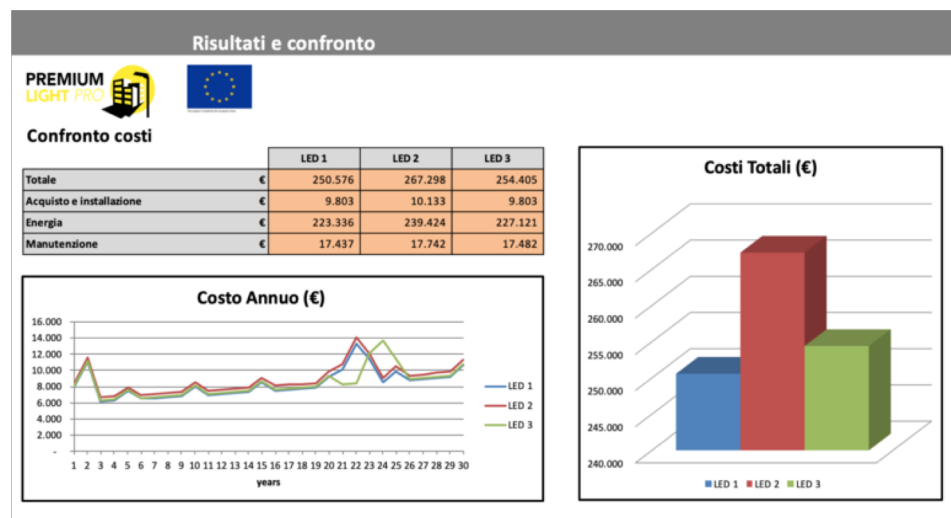 Risultati e confronto
PREMIUM
LIGHT PRO
Confronto costi
LED 1 LED 2 LED 3
Totale € 250.576 267.298 254.405
Acquisto e installazione € 9.803 10.133 9.803
Energia € 223.336 239.424 227.121
Manutenzione € 17.437 17.742 17.482
Costo Annuo (€)
16.000
14.000
12.000
10.000
8.000
6.000
4.000
2.000
-
1 2 3 4 5 6 7 8 9 10 11 12 13 14 15 16 17 18 19 20 21 22 23 24 25 26 27 28 29 30
years
LED 1
LED 2
LED 3
Costi Totali (€)
270.000
265.000
260.000
255.000
250.000
245.000
240.000
LED 1 LED 2 LED 3